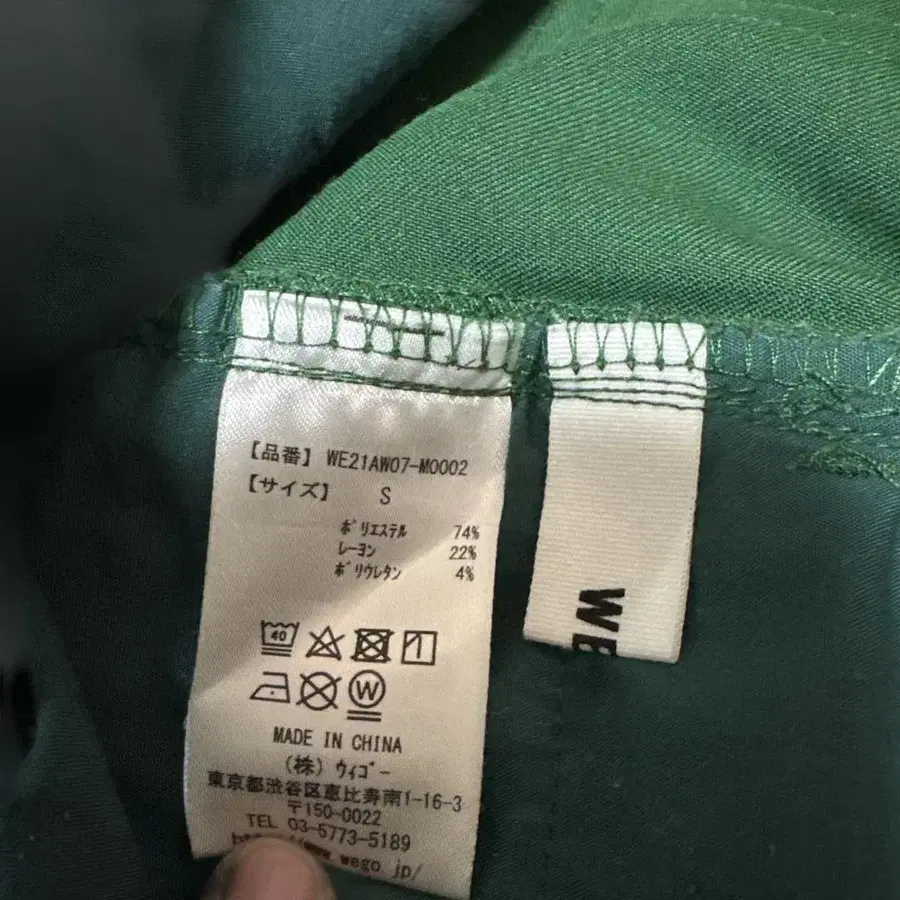 【品番】 WE21AW07-M0002
【サイズ】 S
ポリエステル 74%
レーヨン 22%
ポリウレタン 4%
40
W
MADE IN CHINA
(株) ウィゴー
東京都渋谷区恵比寿南1-16-3
〒150-0022
TEL 03-5773-5189
www.wego.jp/
WE